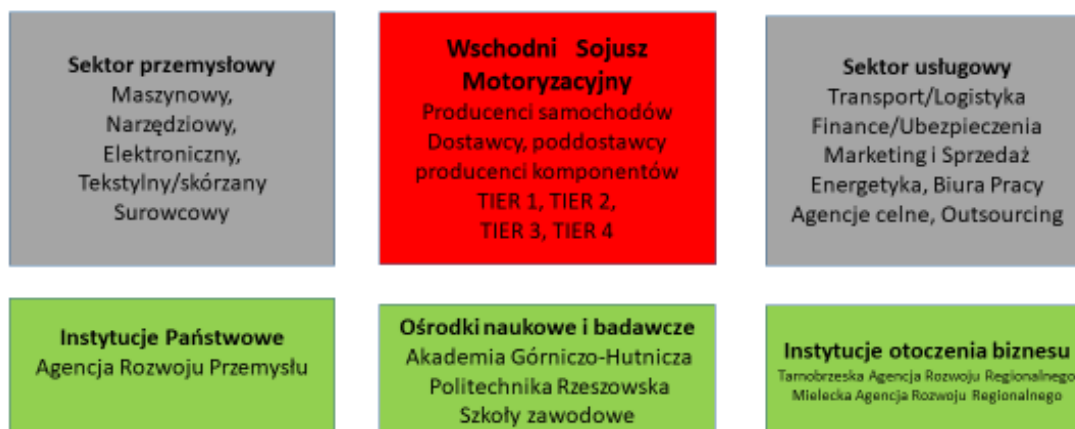 Sektor przemysłowy
Maszynowy,
Narzędziowy,
Elektroniczny,
Tekstylny/skórzany
Surowcowy
Wschodni Sojusz
Motoryzacyjny
Producenci samochodów
Dostawcy, poddostawcy
producenci komponentów
TIER 1, TIER 2,
TIER 3, TIER 4
Sektor usługowy
Transport/Logistyka
Finance/Ubezpieczenia
Marketing i Sprzedaż
Energetyka, Biura Pracy
Agencje celne, Outsourcing
Instytucje Państwowe
Agencja Rozwoju Przemysłu
Ośrodki naukowe i badawcze
Akademia Górniczo-Hutnicza
Politechnika Rzeszowska
Szkoły zawodowe
Instytucje otoczenia biznesu
Tarnobrzeska Agencja Rozwoju Regionalnego
Mielecka Agencja Rozwoju Regionalnego